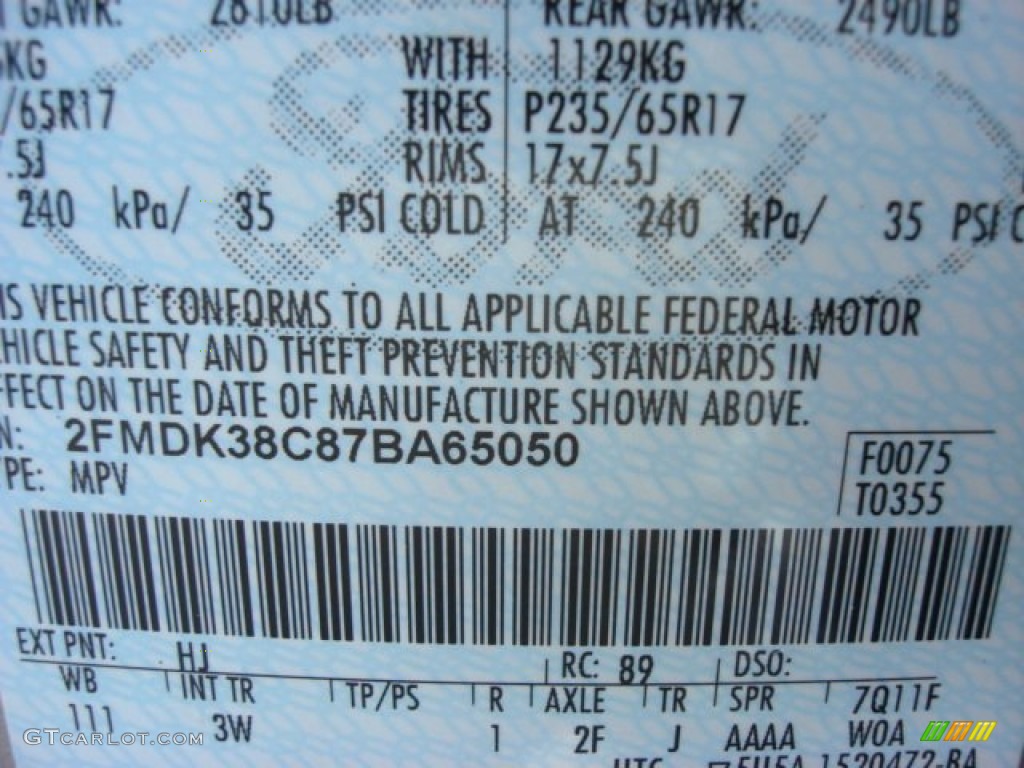 GAWR: 2810LB REAR GAWR: 2490LB
KG WITH 1129KG
/65R17 TIRES P235/65R17
.5J RIMS 17x7.5J
240 kPa/ 35 PSI COLD AT 240 kPa/ 35 PSI C
Ford
IS VEHICLE CONFORMS TO ALL APPLICABLE FEDERAL MOTOR
HICLE SAFETY AND THEFT PREVENTION STANDARDS IN
FFECT ON THE DATE OF MANUFACTURE SHOWN ABOVE.
N: 2FMDK38C87BA65050
PE: MPV
F0075
T0355
EXT PNT: HJ RC: 89 DSO:
WB INT TR TP/PS R AXLE TR SPR 7Q11F
111 3W 1 2F J AAAA WOA
GTCARLOT.COM